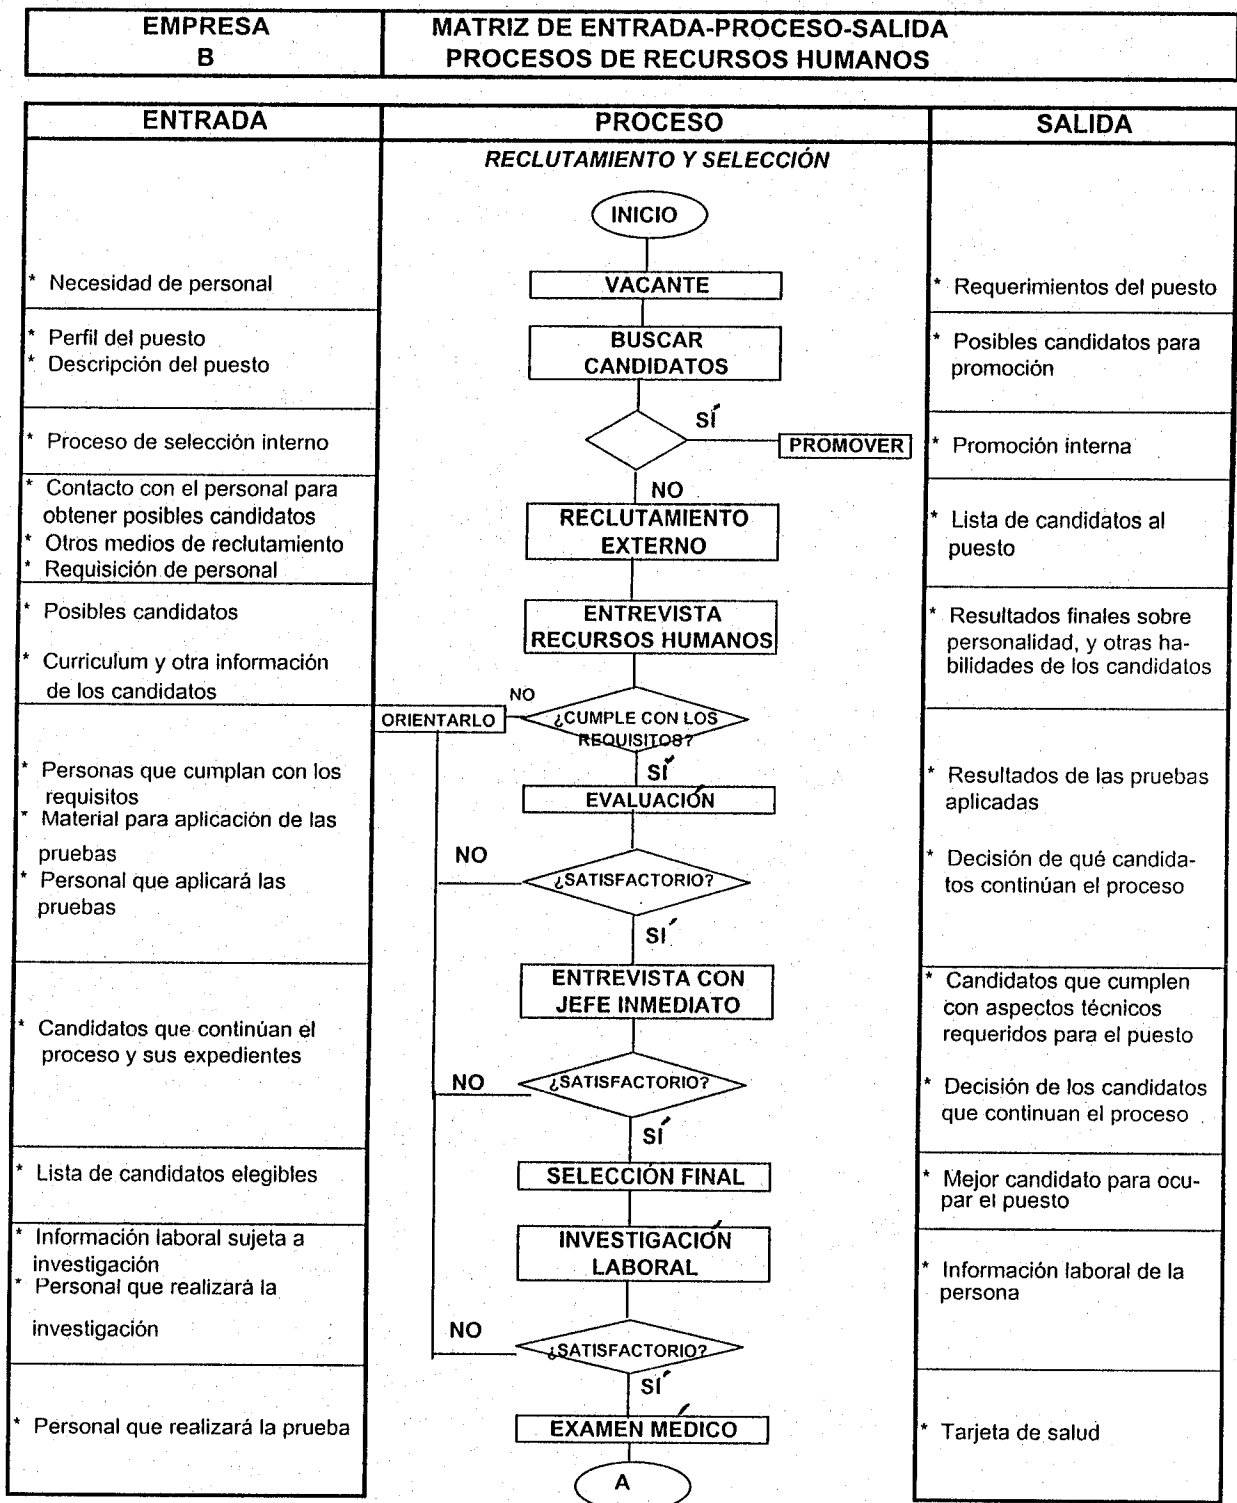 EMPRESA
B
MATRIZ DE ENTRADA-PROCESO-SALIDA
PROCESOS DE RECURSOS HUMANOS
ENTRADA
PROCESO
SALIDA
RECLUTAMIENTO Y SELECCIÓN
INICIO
* Necesidad de personal
VACANTE
* Requerimientos del puesto
* Perfil del puesto
* Descripción del puesto
BUSCAR
CANDIDATOS
* Posibles candidatos para
promoción
* Proceso de selección interno
SÍ
PROMOVER
* Promoción interna
NO
* Contacto con el personal para
obtener posibles candidatos
* Otros medios de reclutamiento
* Requisición de personal
RECLUTAMIENTO
EXTERNO
* Lista de candidatos al
puesto
* Posibles candidatos
* Curriculum y otra información
de los candidatos
ENTREVISTA
RECURSOS HUMANOS
* Resultados finales sobre
personalidad, y otras ha-
bilidades de los candidatos
NO
ORIENTARLO
¿CUMPLE CON LOS
REQUISITOS?
SÍ
* Personas que cumplan con los
requisitos
* Material para aplicación de las
pruebas
* Personal que aplicará las
pruebas
EVALUACIÓN
NO
¿SATISFACTORIO?
SÍ
* Resultados de las pruebas
aplicadas
* Decisión de qué candida-
tos continúan el proceso
* Candidatos que continúan el
proceso y sus expedientes
ENTREVISTA CON
JEFE INMEDIATO
NO
¿SATISFACTORIO?
SÍ
* Candidatos que cumplen
con aspectos técnicos
requeridos para el puesto
* Decisión de los candidatos
que continuan el proceso
* Lista de candidatos elegibles
SELECCIÓN FINAL
* Mejor candidato para ocu-
par el puesto
* Información laboral sujeta a
investigación
* Personal que realizará la
investigación
INVESTIGACIÓN
LABORAL
NO
¿SATISFACTORIO?
SÍ
* Información laboral de la
persona
* Personal que realizará la prueba
EXAMEN MÉDICO
* Tarjeta de salud
A